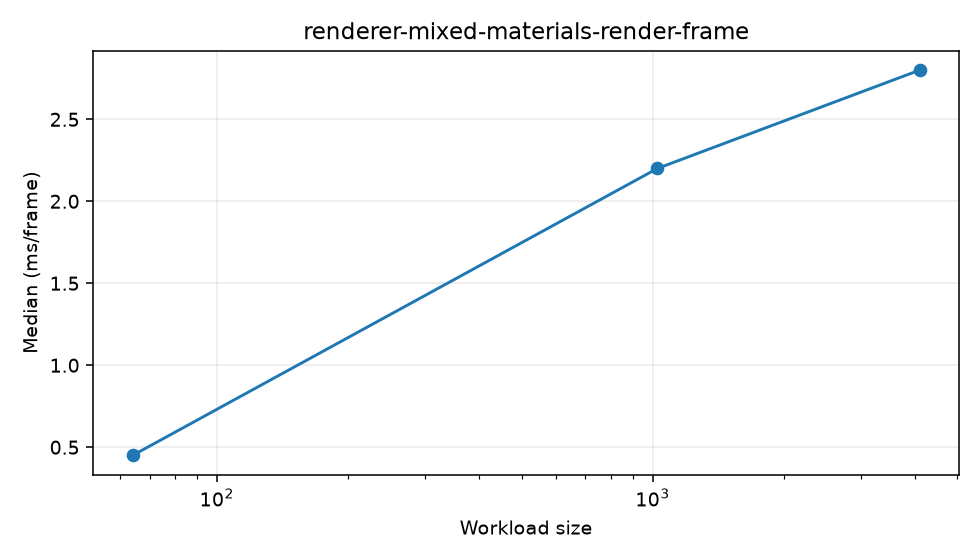 renderer-mixed-materials-render-frame
Median (ms/frame)
2.5
2.0
1.5
1.0
0.5
10²
10³
Workload size